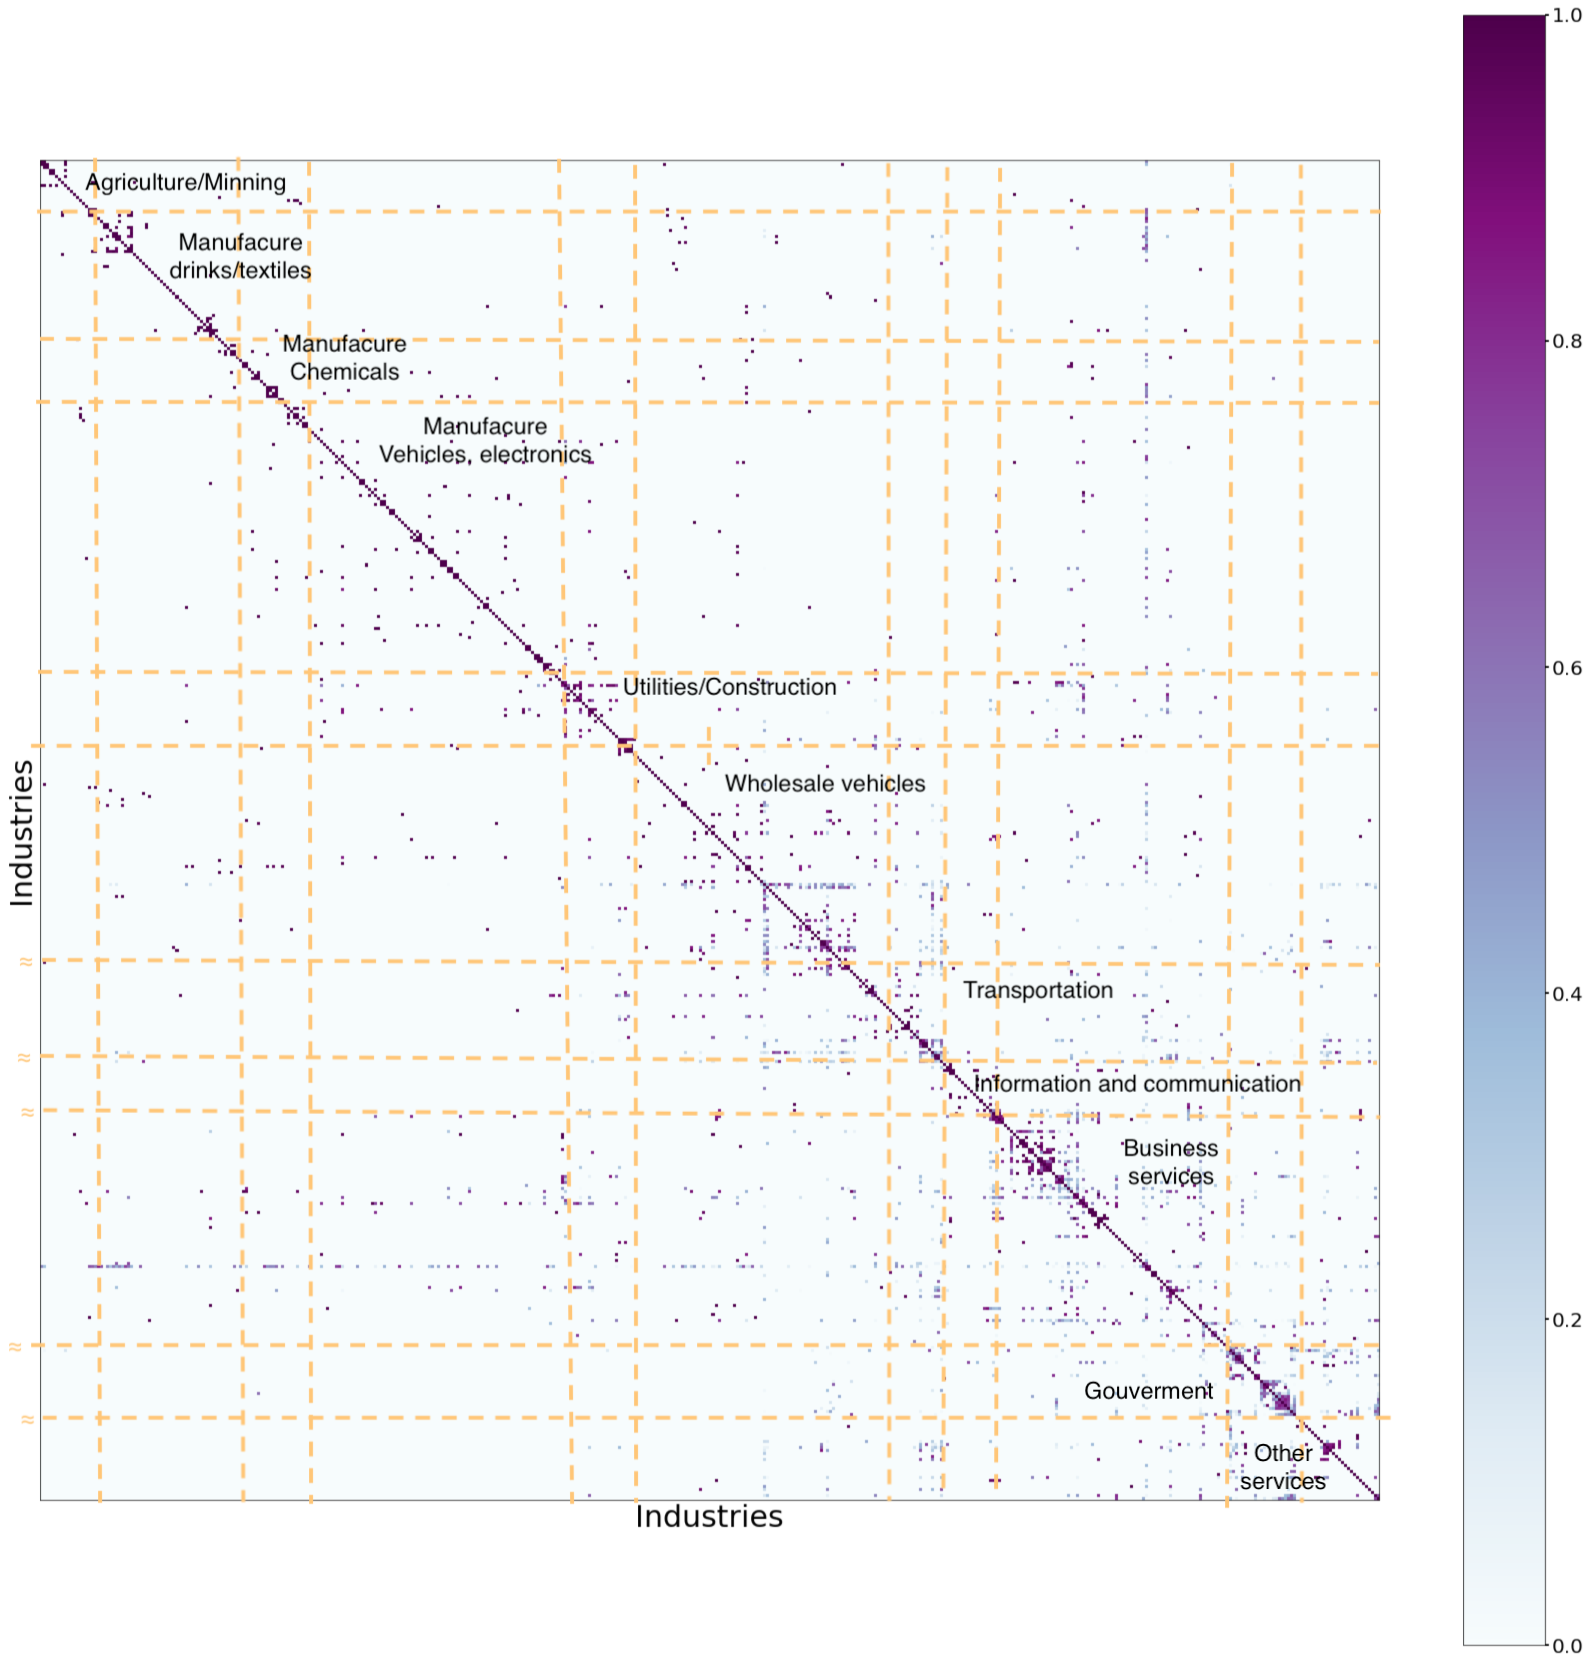 1.0
Agriculture/Minning
Manufacure
drinks/textiles
Manufacure
Chemicals
0.8
Manufacure
Vehicles, electronics
0.6
Utilities/Construction
Wholesale vehicles
Industries
0.4
Transportation
Information and communication
Business
services
0.2
Gouverment
Other
services
Industries
0.0